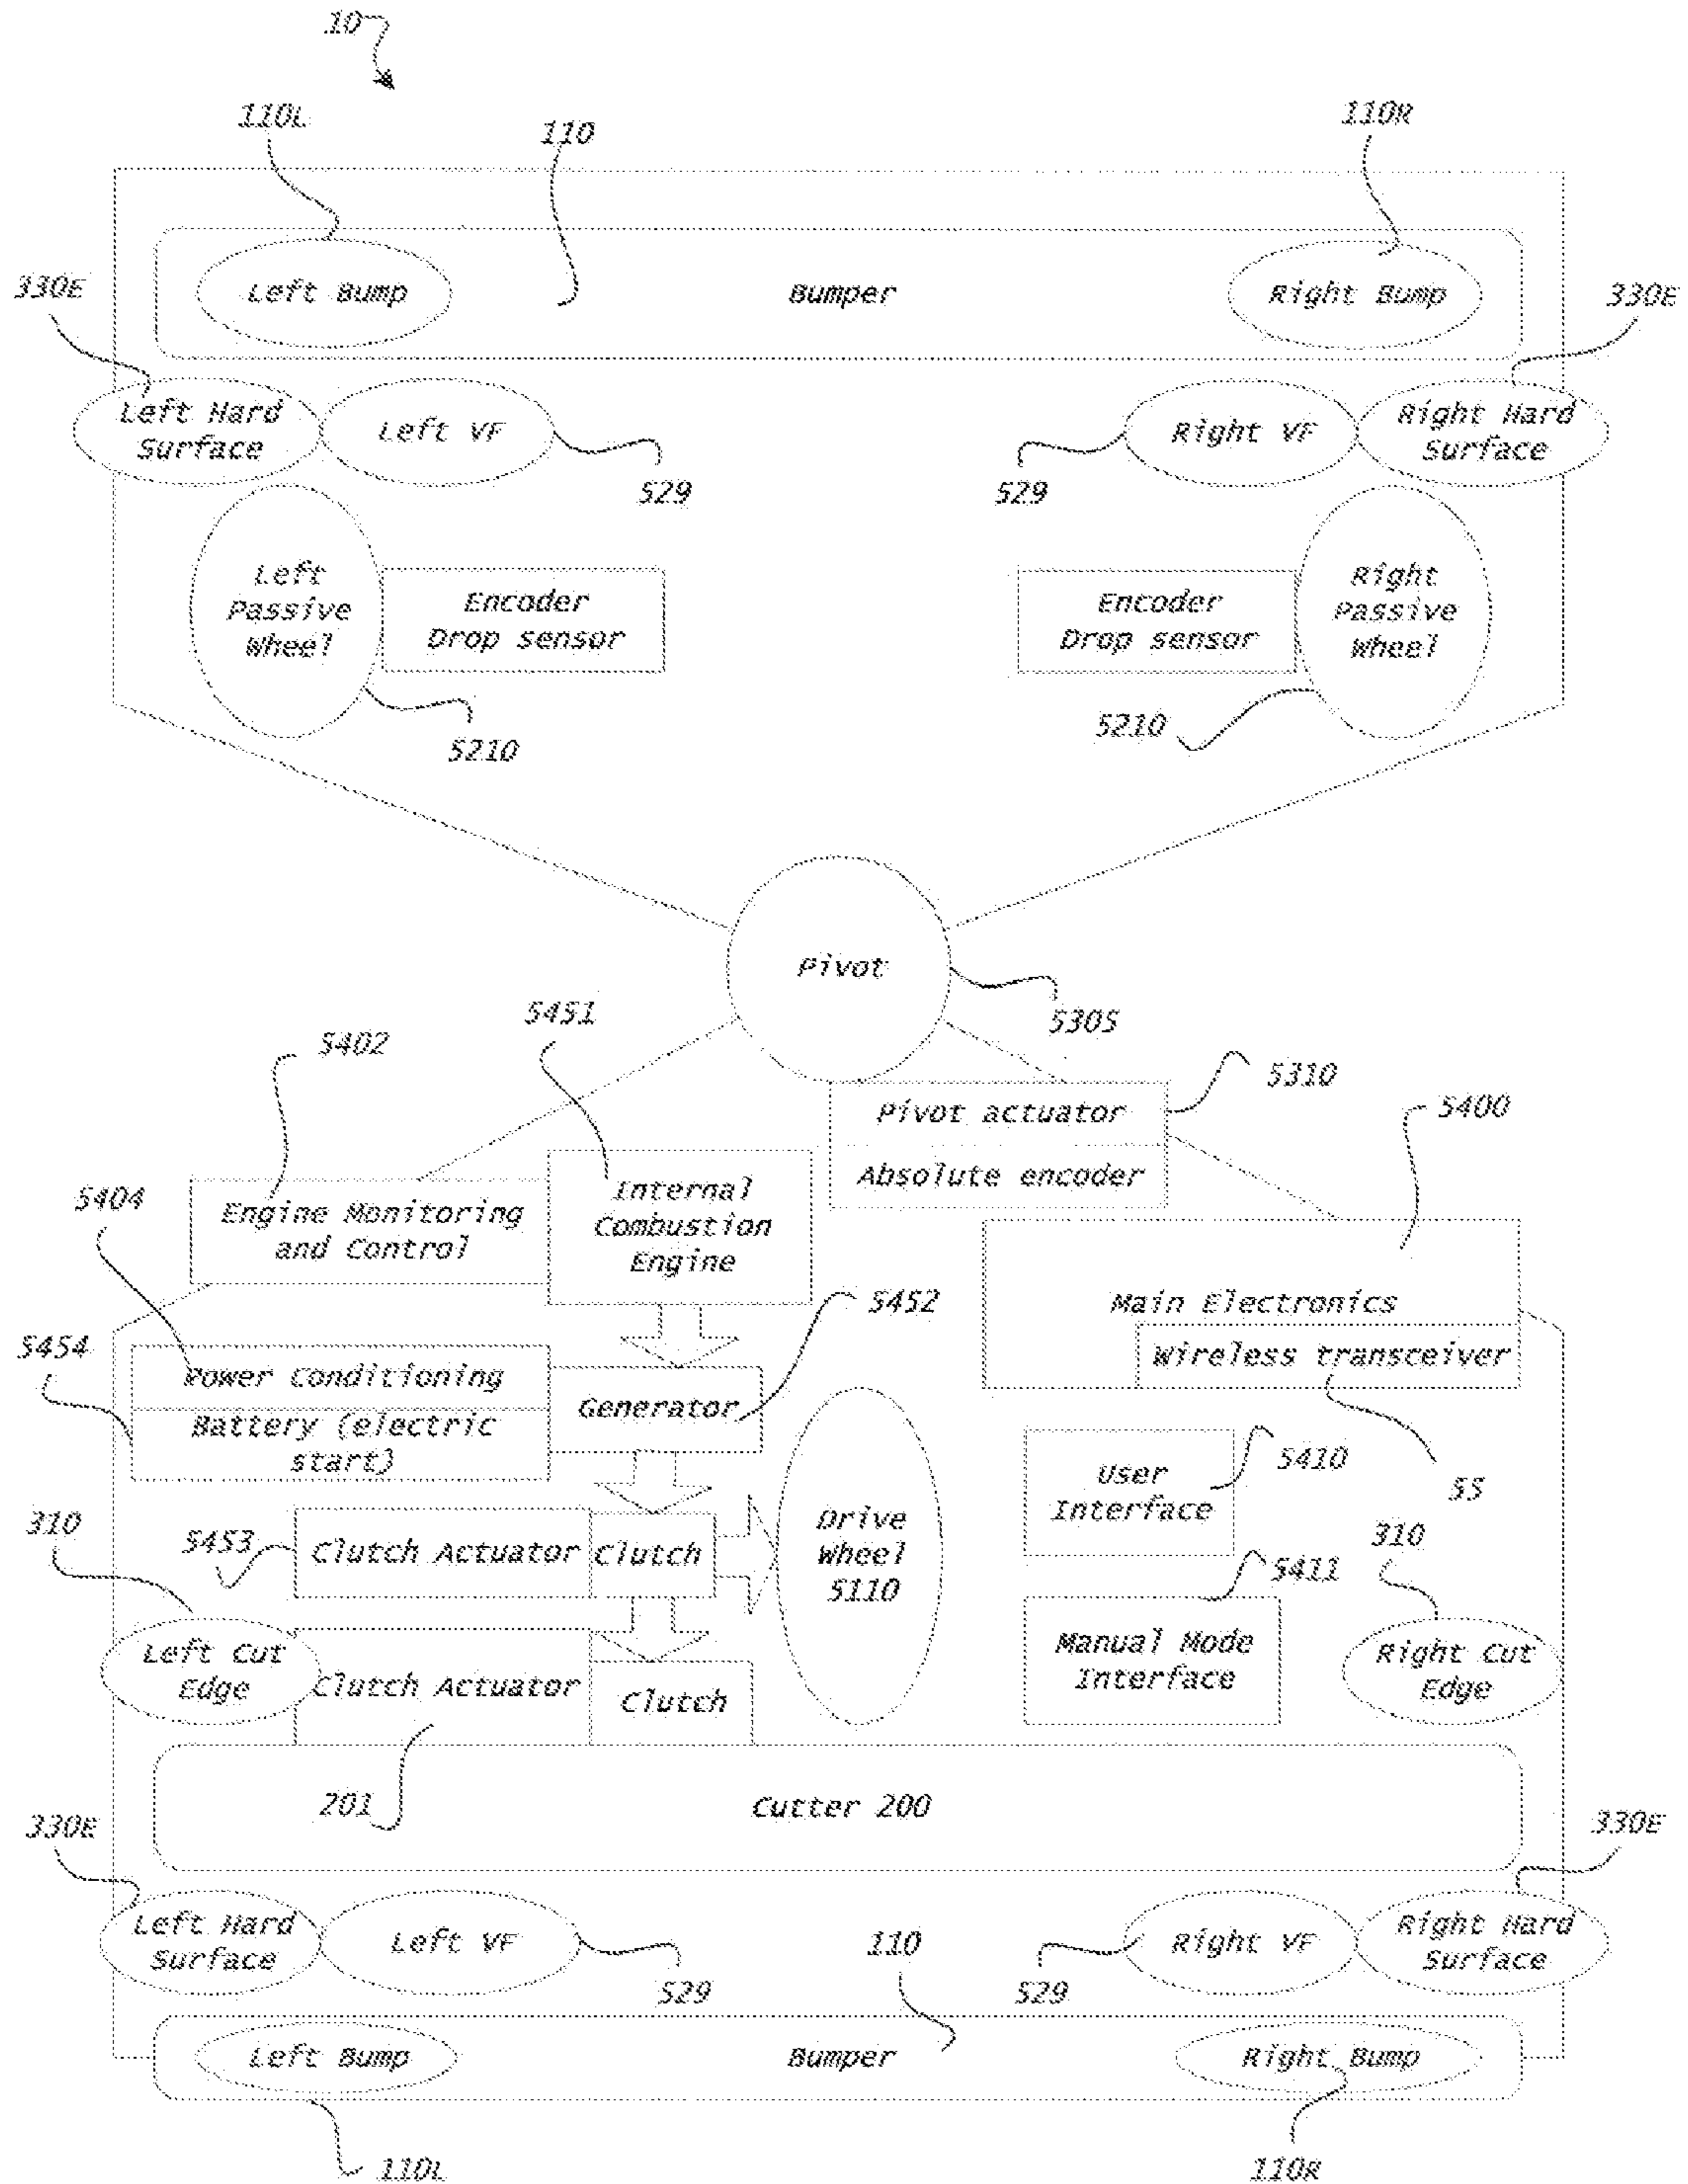 10
110L
110
110R
330E
Left Bump
Bumper
Right Bump
330E
Left Hard
Surface
Left VF
Right VF
Right Hard
Surface
529
529
Left
Passive
Wheel
Encoder
Drop sensor
Encoder
Drop sensor
Right
Passive
Wheel
5210
5210
Pivot
5305
5451
5402
5310
Pivot actuator
5400
Absolute encoder
5404
Engine Monitoring
and Control
Internal
Combustion
Engine
5452
Main Electronics
5454
Wireless transceiver
Power Conditioning
Generator
Battery (electric
start)
User
Interface
5410
55
310
5453
Clutch Actuator
Clutch
Drive
Wheel
5110
310
5411
Left Cut
Edge
Clutch Actuator
Clutch
Manual Mode
Interface
Right Cut
Edge
201
Cutter 200
330E
330E
Left Hard
Surface
Left VF
110
Right VF
Right Hard
Surface
529
529
Left Bump
Bumper
Right Bump
110L
110R